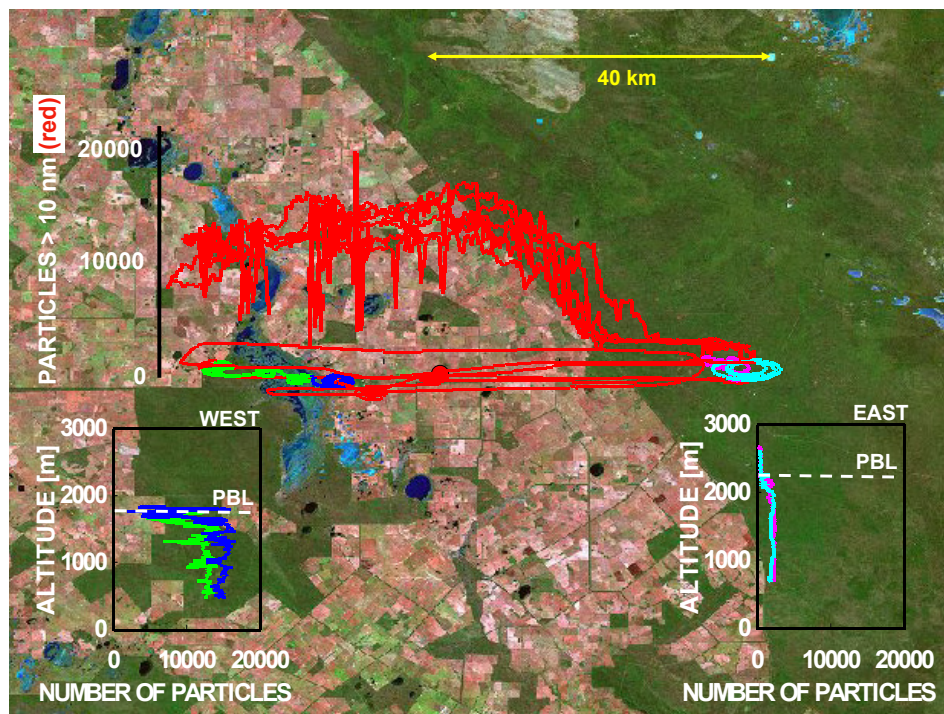 40 km
PARTICLES > 10 nm (red)
20000
10000
0
WEST
ALTITUDE [m]
3000
2000
1000
0
PBL
0 10000 20000
NUMBER OF PARTICLES
EAST
ALTITUDE [m]
3000
2000
1000
0
PBL
0 10000 20000
NUMBER OF PARTICLES